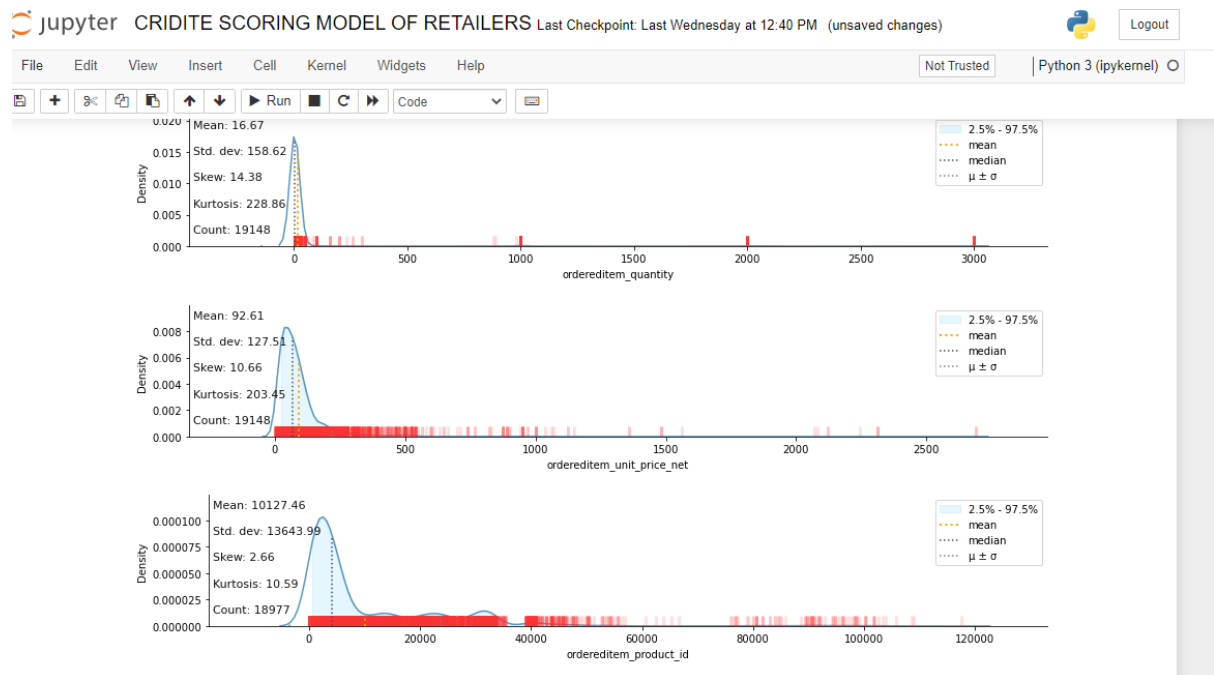 jupyter CRIDITE SCORING MODEL OF RETAILERS Last Checkpoint: Last Wednesday at 12:40 PM (unsaved changes) Logout
File Edit View Insert Cell Kernel Widgets Help Not Trusted Python 3 (ipykernel)
Run Code
0.020
0.015
0.010
0.005
0.000
Density
Mean: 16.67
Std. dev: 158.62
Skew: 14.38
Kurtosis: 228.86
Count: 19148
2.5% - 97.5%
mean
median
μ ± σ
0 500 1000 1500 2000 2500 3000
ordereditem_quantity
0.008
0.006
0.004
0.002
0.000
Density
Mean: 92.61
Std. dev: 127.51
Skew: 10.66
Kurtosis: 203.45
Count: 19148
2.5% - 97.5%
mean
median
μ ± σ
0 500 1000 1500 2000 2500
ordereditem_unit_price_net
0.000100
0.000075
0.000050
0.000025
0.000000
Density
Mean: 10127.46
Std. dev: 13643.99
Skew: 2.66
Kurtosis: 10.59
Count: 18977
2.5% - 97.5%
mean
median
μ ± σ
0 20000 40000 60000 80000 100000 120000
ordereditem_product_id